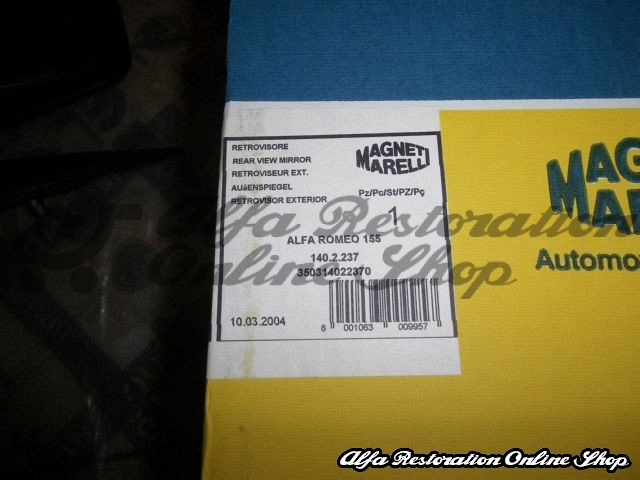 RETROVISORE
REAR VIEW MIRROR
RETROVISEUR EXT.
AUßENSPIEGEL
RETROVISOR EXTERIOR
MAGNETI
MARELLI
Pz/Pc/St/PZ/Pç
1
ALFA ROMEO 155
140.2.237
350314022370
10.03.2004
8 001063 009957
MAG
MAR
Automo
Alfa Restoration
Online Shop
Alfa Restoration Online Shop